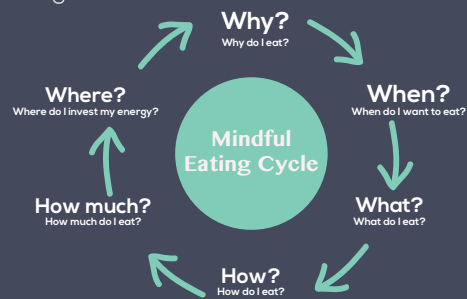 Why?
Why do I eat?
When?
When do I want to eat?
What?
What do I eat?
How?
How do I eat?
How much?
How much do I eat?
Where?
Where do I invest my energy?
Mindful
Eating Cycle